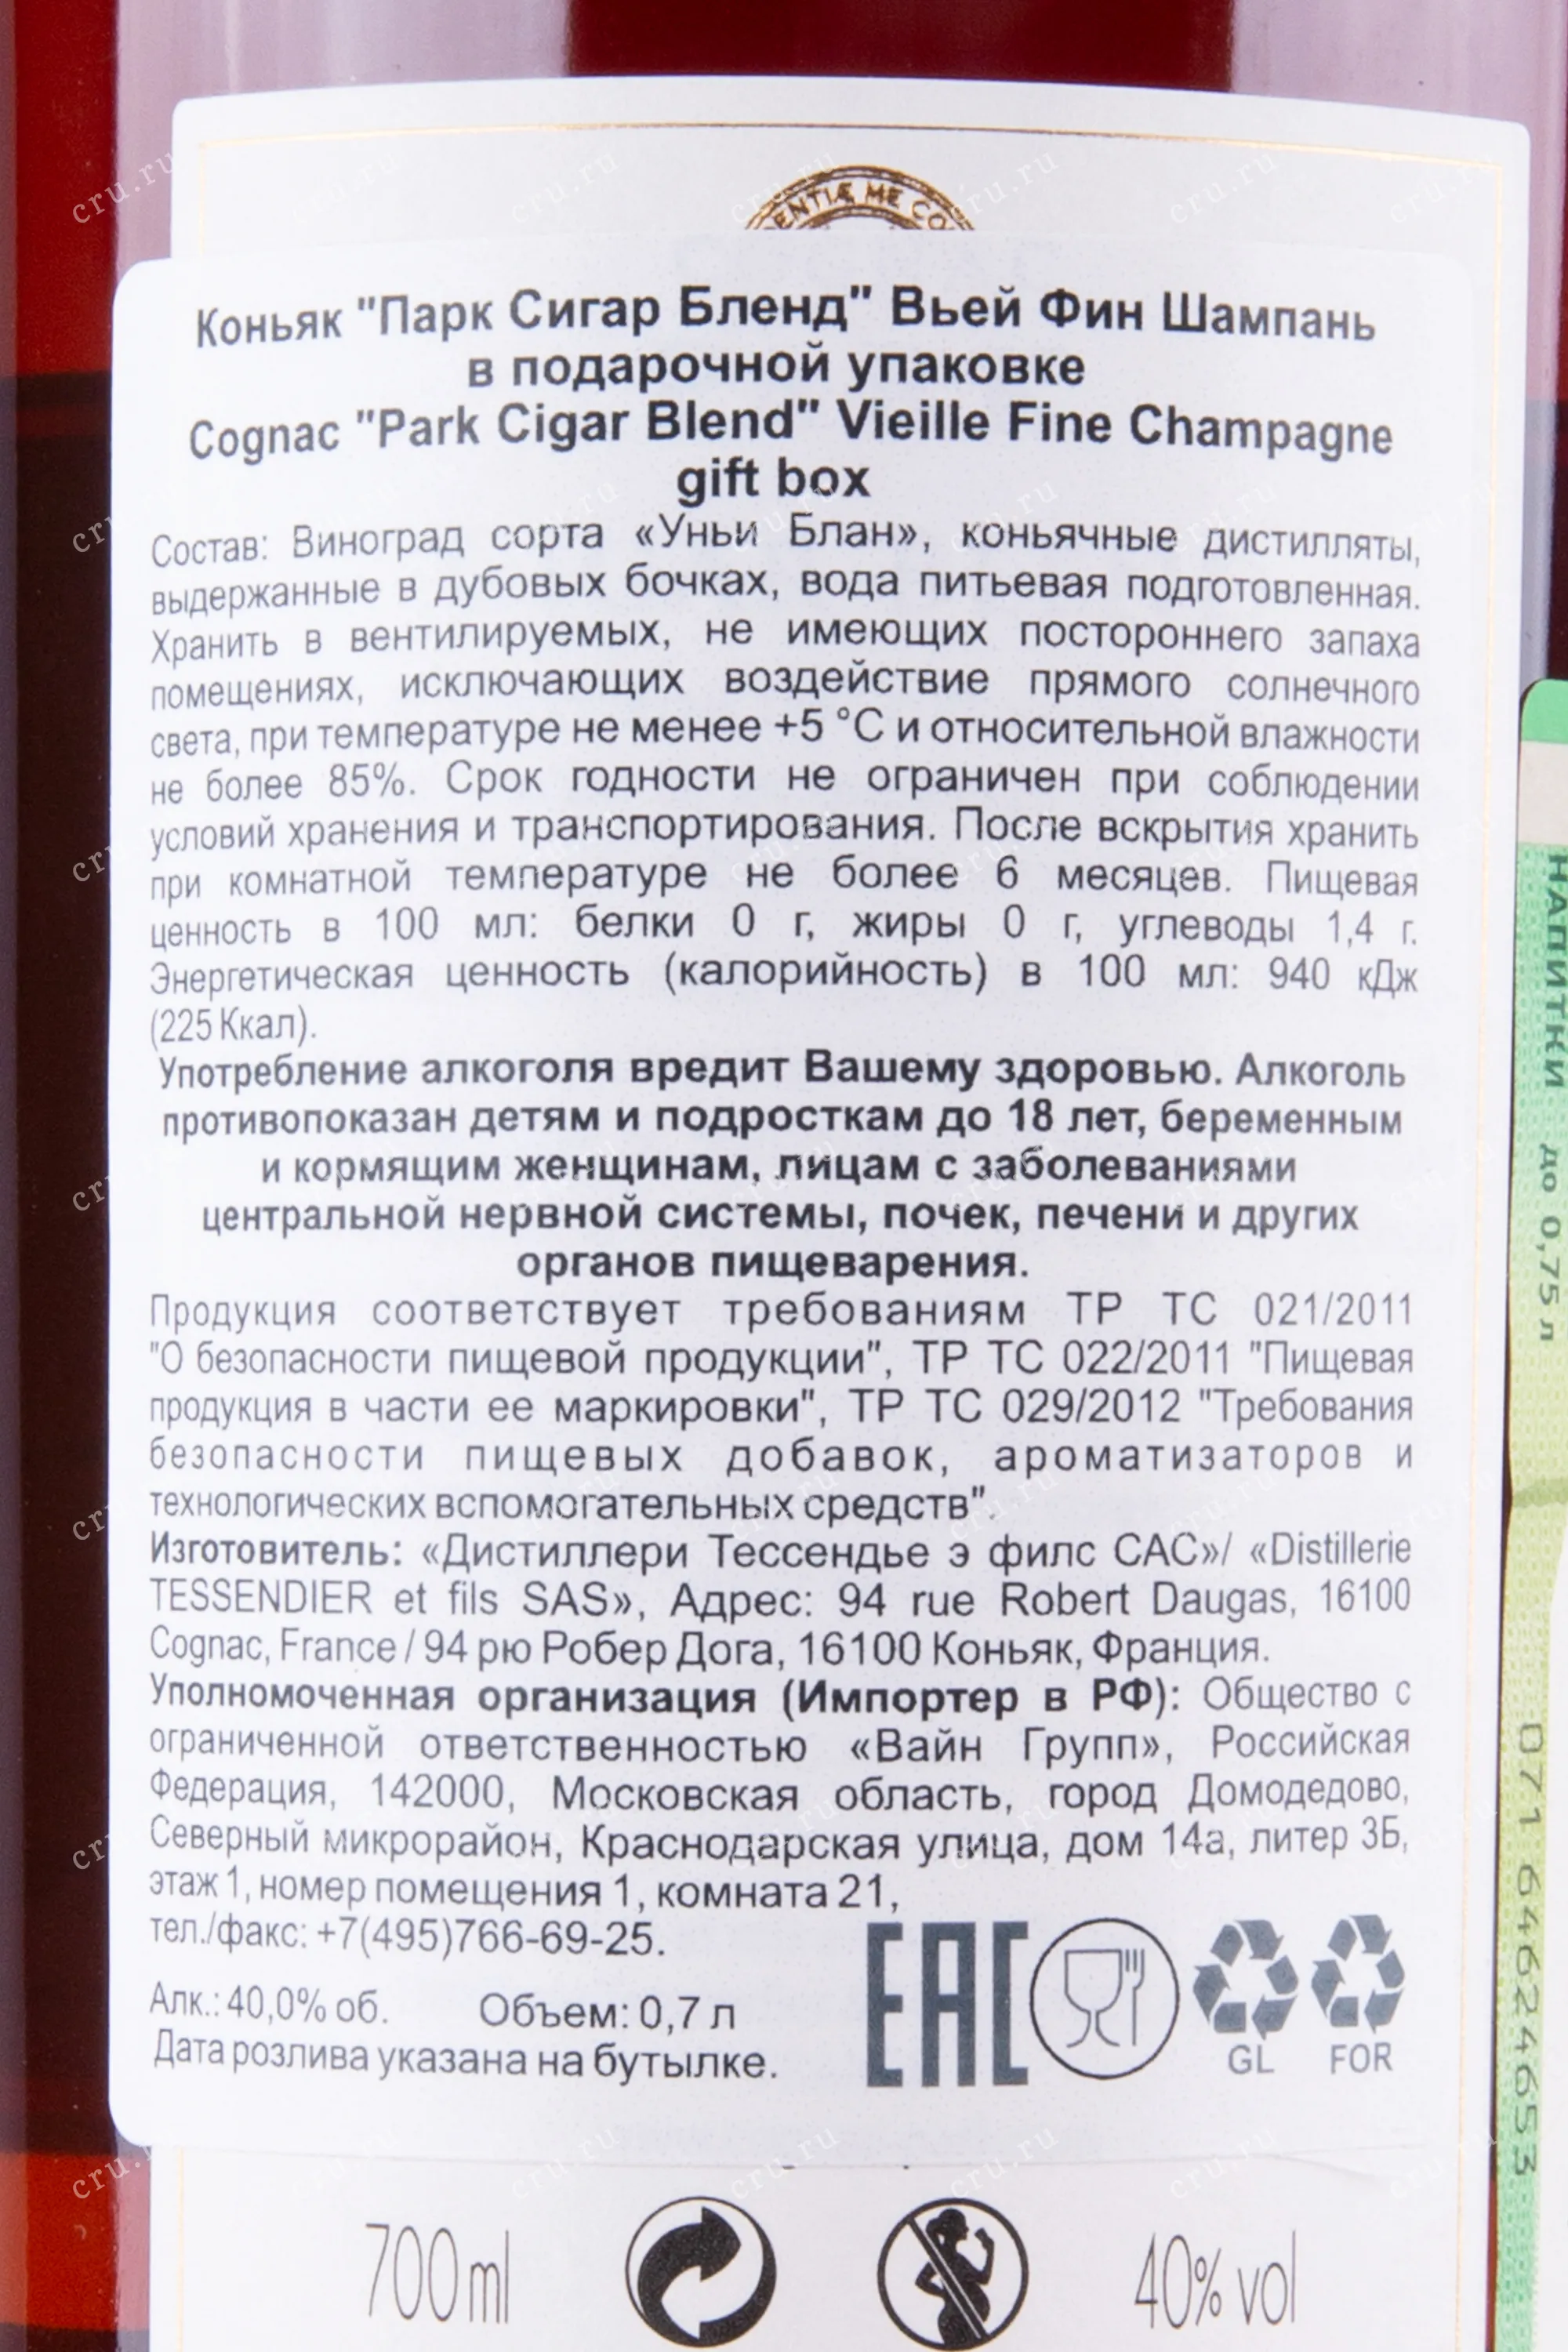 ENTIÆ ME CO
Коньяк "Парк Сигар Бленд" Вьей Фин Шампань
в подарочной упаковке
Cognac "Park Cigar Blend" Vieille Fine Champagne
gift box
Состав: Виноград сорта «Уньи Блан», коньячные дистилляты,
выдержанные в дубовых бочках, вода питьевая подготовленная.
Хранить в вентилируемых, не имеющих постороннего запаха
помещениях, исключающих воздействие прямого солнечного
света, при температуре не менее +5 °С и относительной влажности
не более 85%. Срок годности не ограничен при соблюдении
условий хранения и транспортирования. После вскрытия хранить
при комнатной температуре не более 6 месяцев. Пищевая
ценность в 100 мл: белки 0 г, жиры 0 г, углеводы 1,4 г.
Энергетическая ценность (калорийность) в 100 мл: 940 кДж
(225 Ккал).
Употребление алкоголя вредит Вашему здоровью. Алкоголь
противопоказан детям и подросткам до 18 лет, беременным
и кормящим женщинам, лицам с заболеваниями
центральной нервной системы, почек, печени и других
органов пищеварения.
Продукция соответствует требованиям ТР ТС 021/2011
"О безопасности пищевой продукции", ТР ТС 022/2011 "Пищевая
продукция в части ее маркировки", ТР ТС 029/2012 "Требования
безопасности пищевых добавок, ароматизаторов и
технологических вспомогательных средств".
Изготовитель: «Дистиллери Тессендье э филс САС»/ «Distillerie
TESSENDIER et fils SAS», Адрес: 94 rue Robert Daugas, 16100
Cognac, France / 94 рю Робер Дога, 16100 Коньяк, Франция.
Уполномоченная организация (Импортер в РФ): Общество с
ограниченной ответственностью «Вайн Групп», Российская
Федерация, 142000, Московская область, город Домодедово,
Северный микрорайон, Краснодарская улица, дом 14а, литер 3Б,
этаж 1, номер помещения 1, комната 21,
тел./факс: +7(495)766-69-25.
Алк.: 40,0% об. Объем: 0,7 л
Дата розлива указана на бутылке.
EAC
GL FOR
700 ml 40% vol
НАПИТКИ до 0,75 л
071 64624653
cru.ru